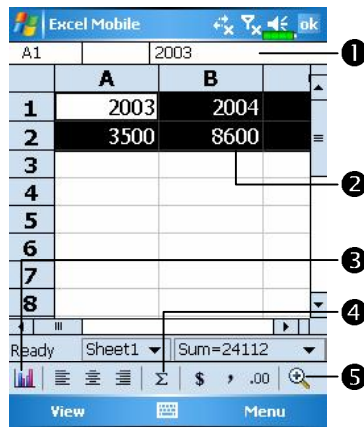 Excel Mobile ok
A1 2003 1
A B
1 2003 2004
2 3500 8600
2
3
4
5
6
3
7
8
4
Ready Sheet1 Sum=24112
Σ $ , .00 5
View Menu